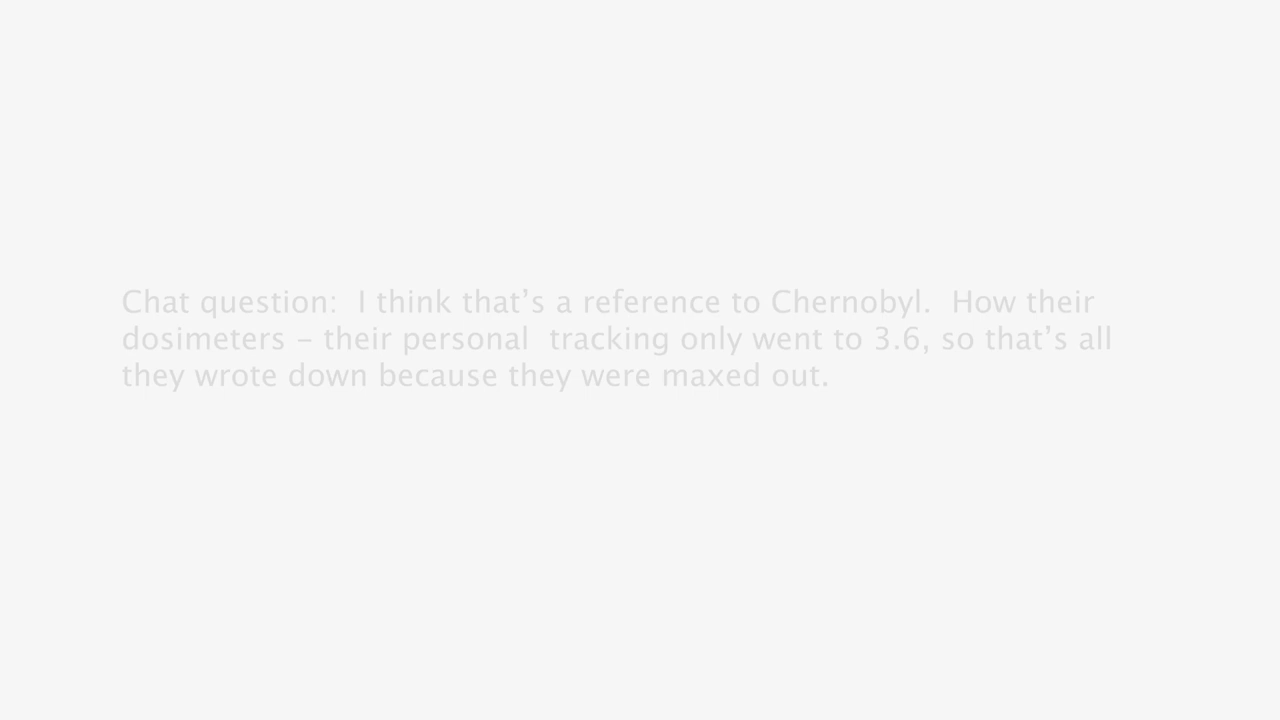 Chat question:  I think that’s a reference to Chernobyl.  How their
dosimeters – their personal  tracking only went to 3.6, so that’s all
they wrote down because they were maxed out.